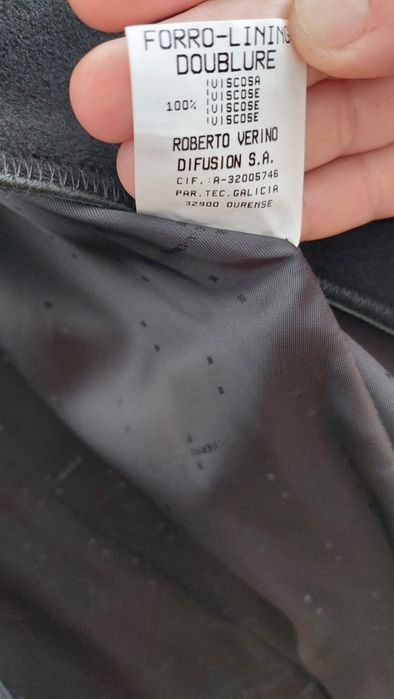 FORRO-LINING
DOUBLURE
VISCOSA
VISCOSE
100% VISCOSE
VISCOSE
ROBERTO VERINO
DIFUSION S.A.
CIF.:A-32005746
PAR.TEC.GALICIA
32900 OURENSE